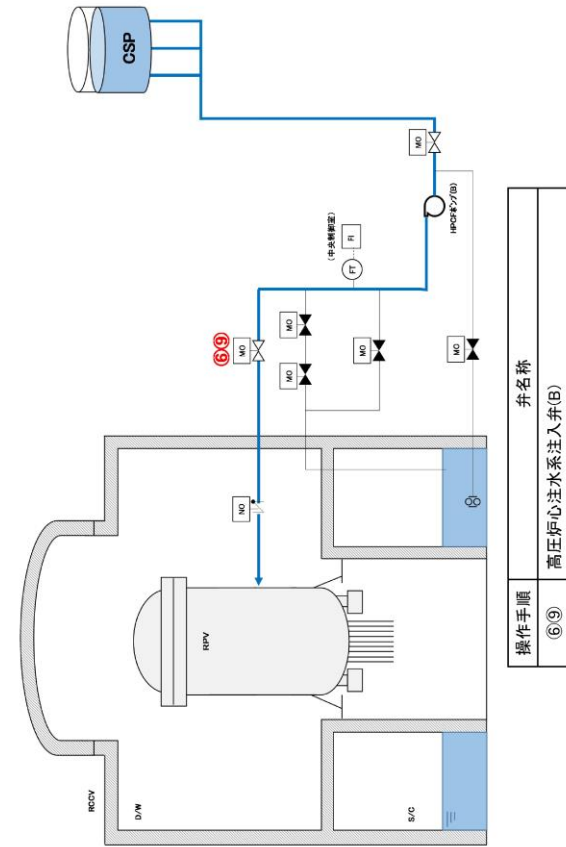 CSP
MO
HPCFポンプ(B)
(中央制御室)
FI
FT
⑥⑨
MO
MO
MO
MO
MO
NO
RPV
RCCV
D/W
S/C
操作手順 弁名称
⑥⑨ 高圧炉心注水系注入弁(B)